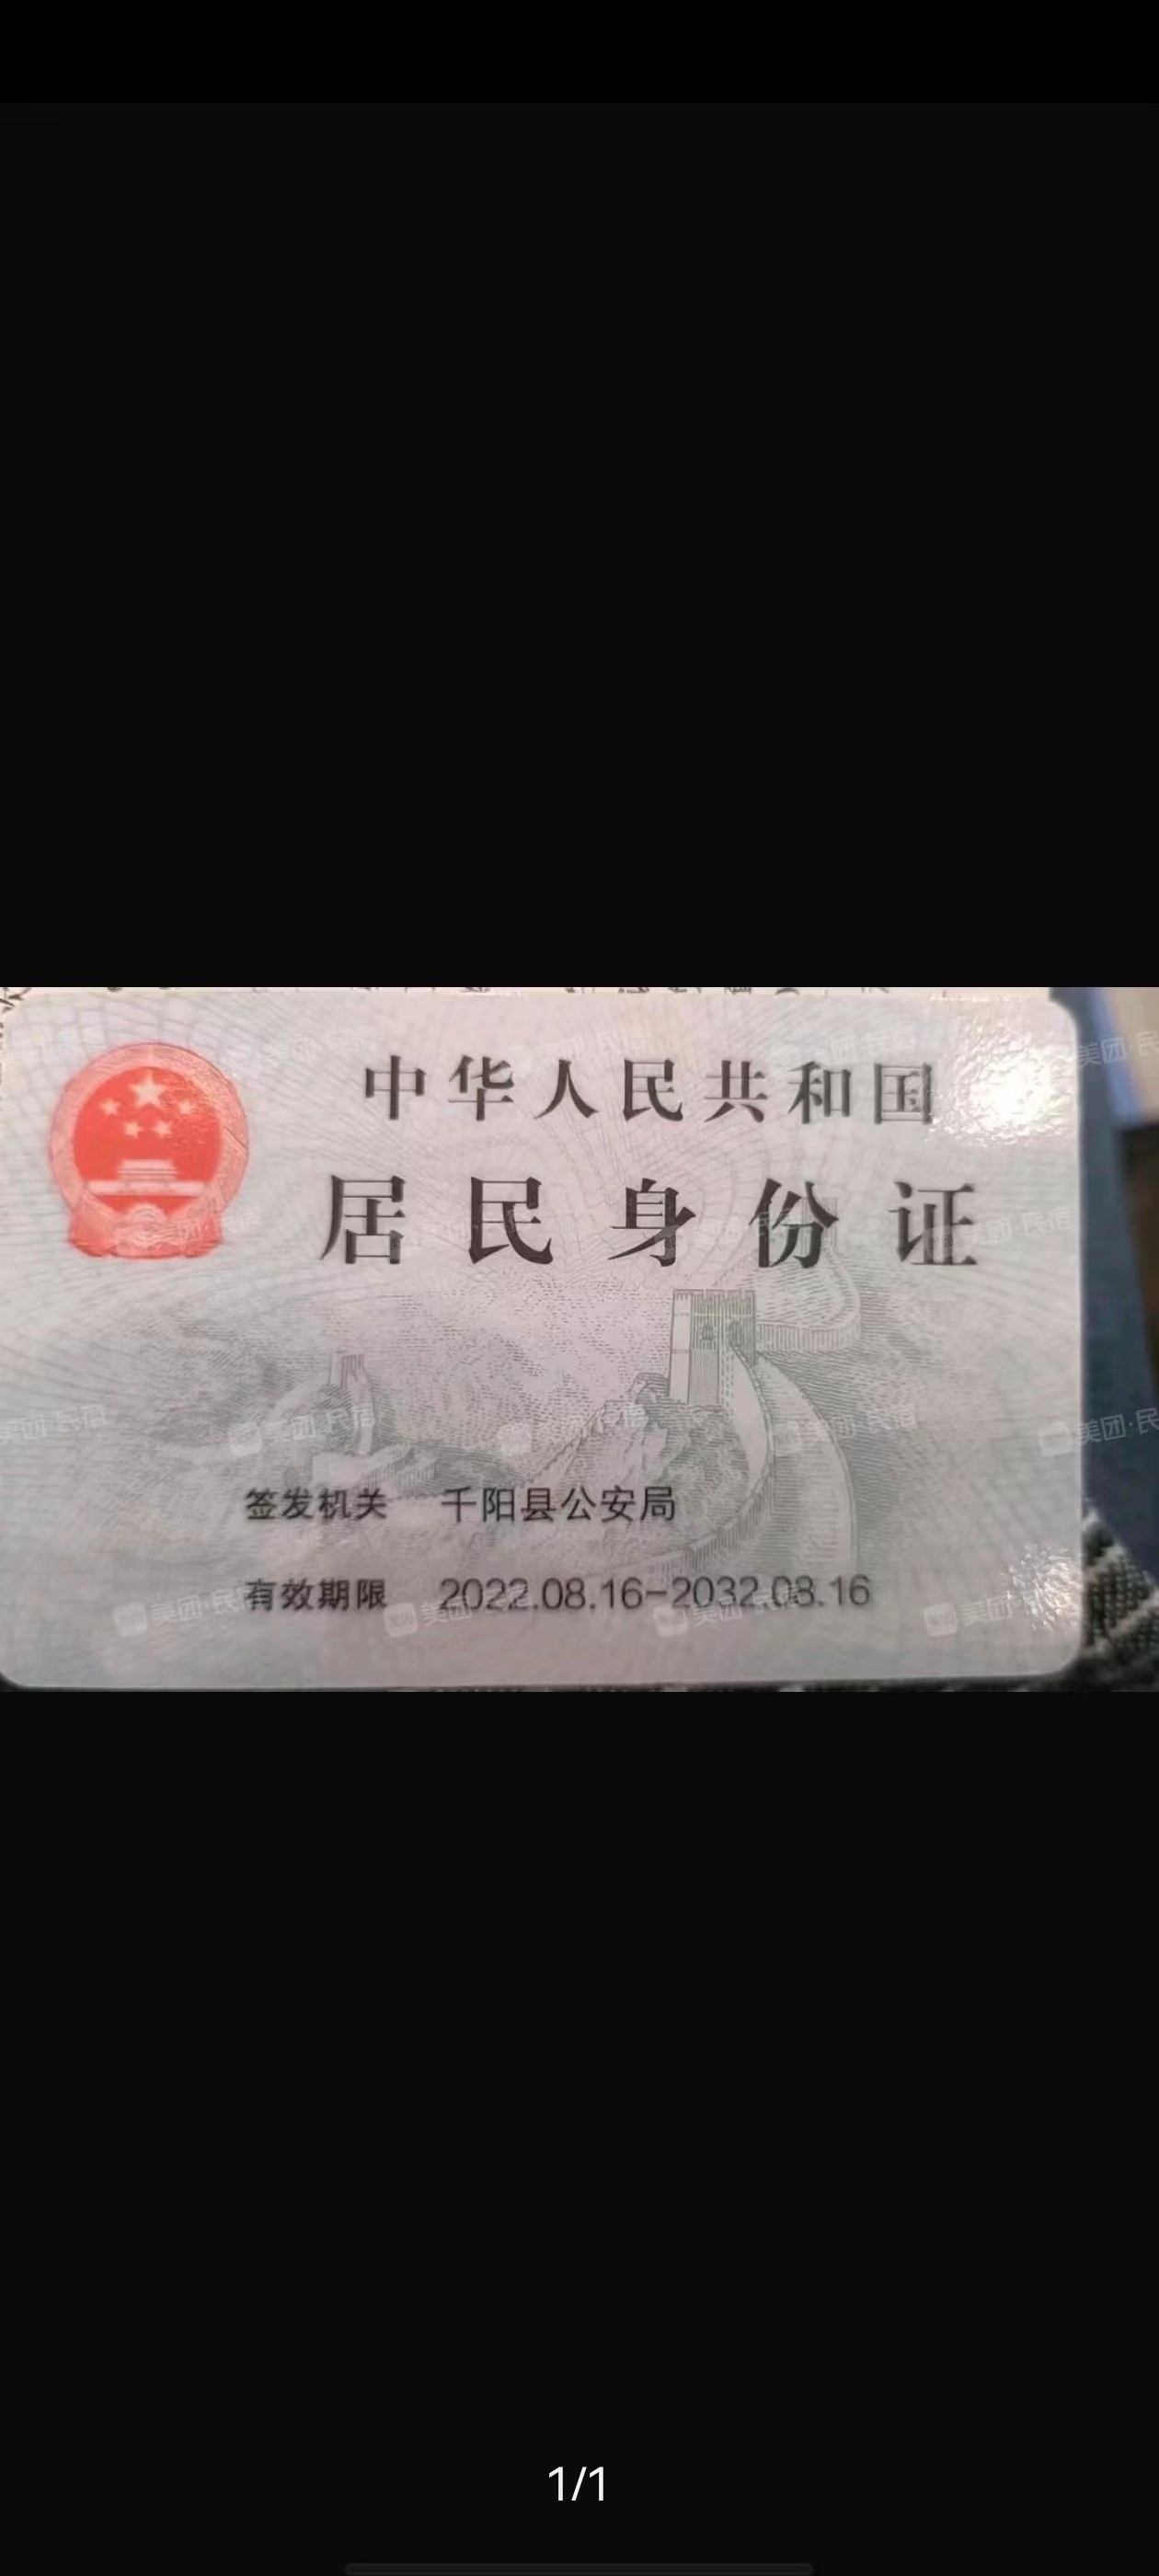 中华人民共和国
居民身份证
签发机关 千阳县公安局
有效期限 2022.08.16-2032.08.16
美团·民宿
1/1